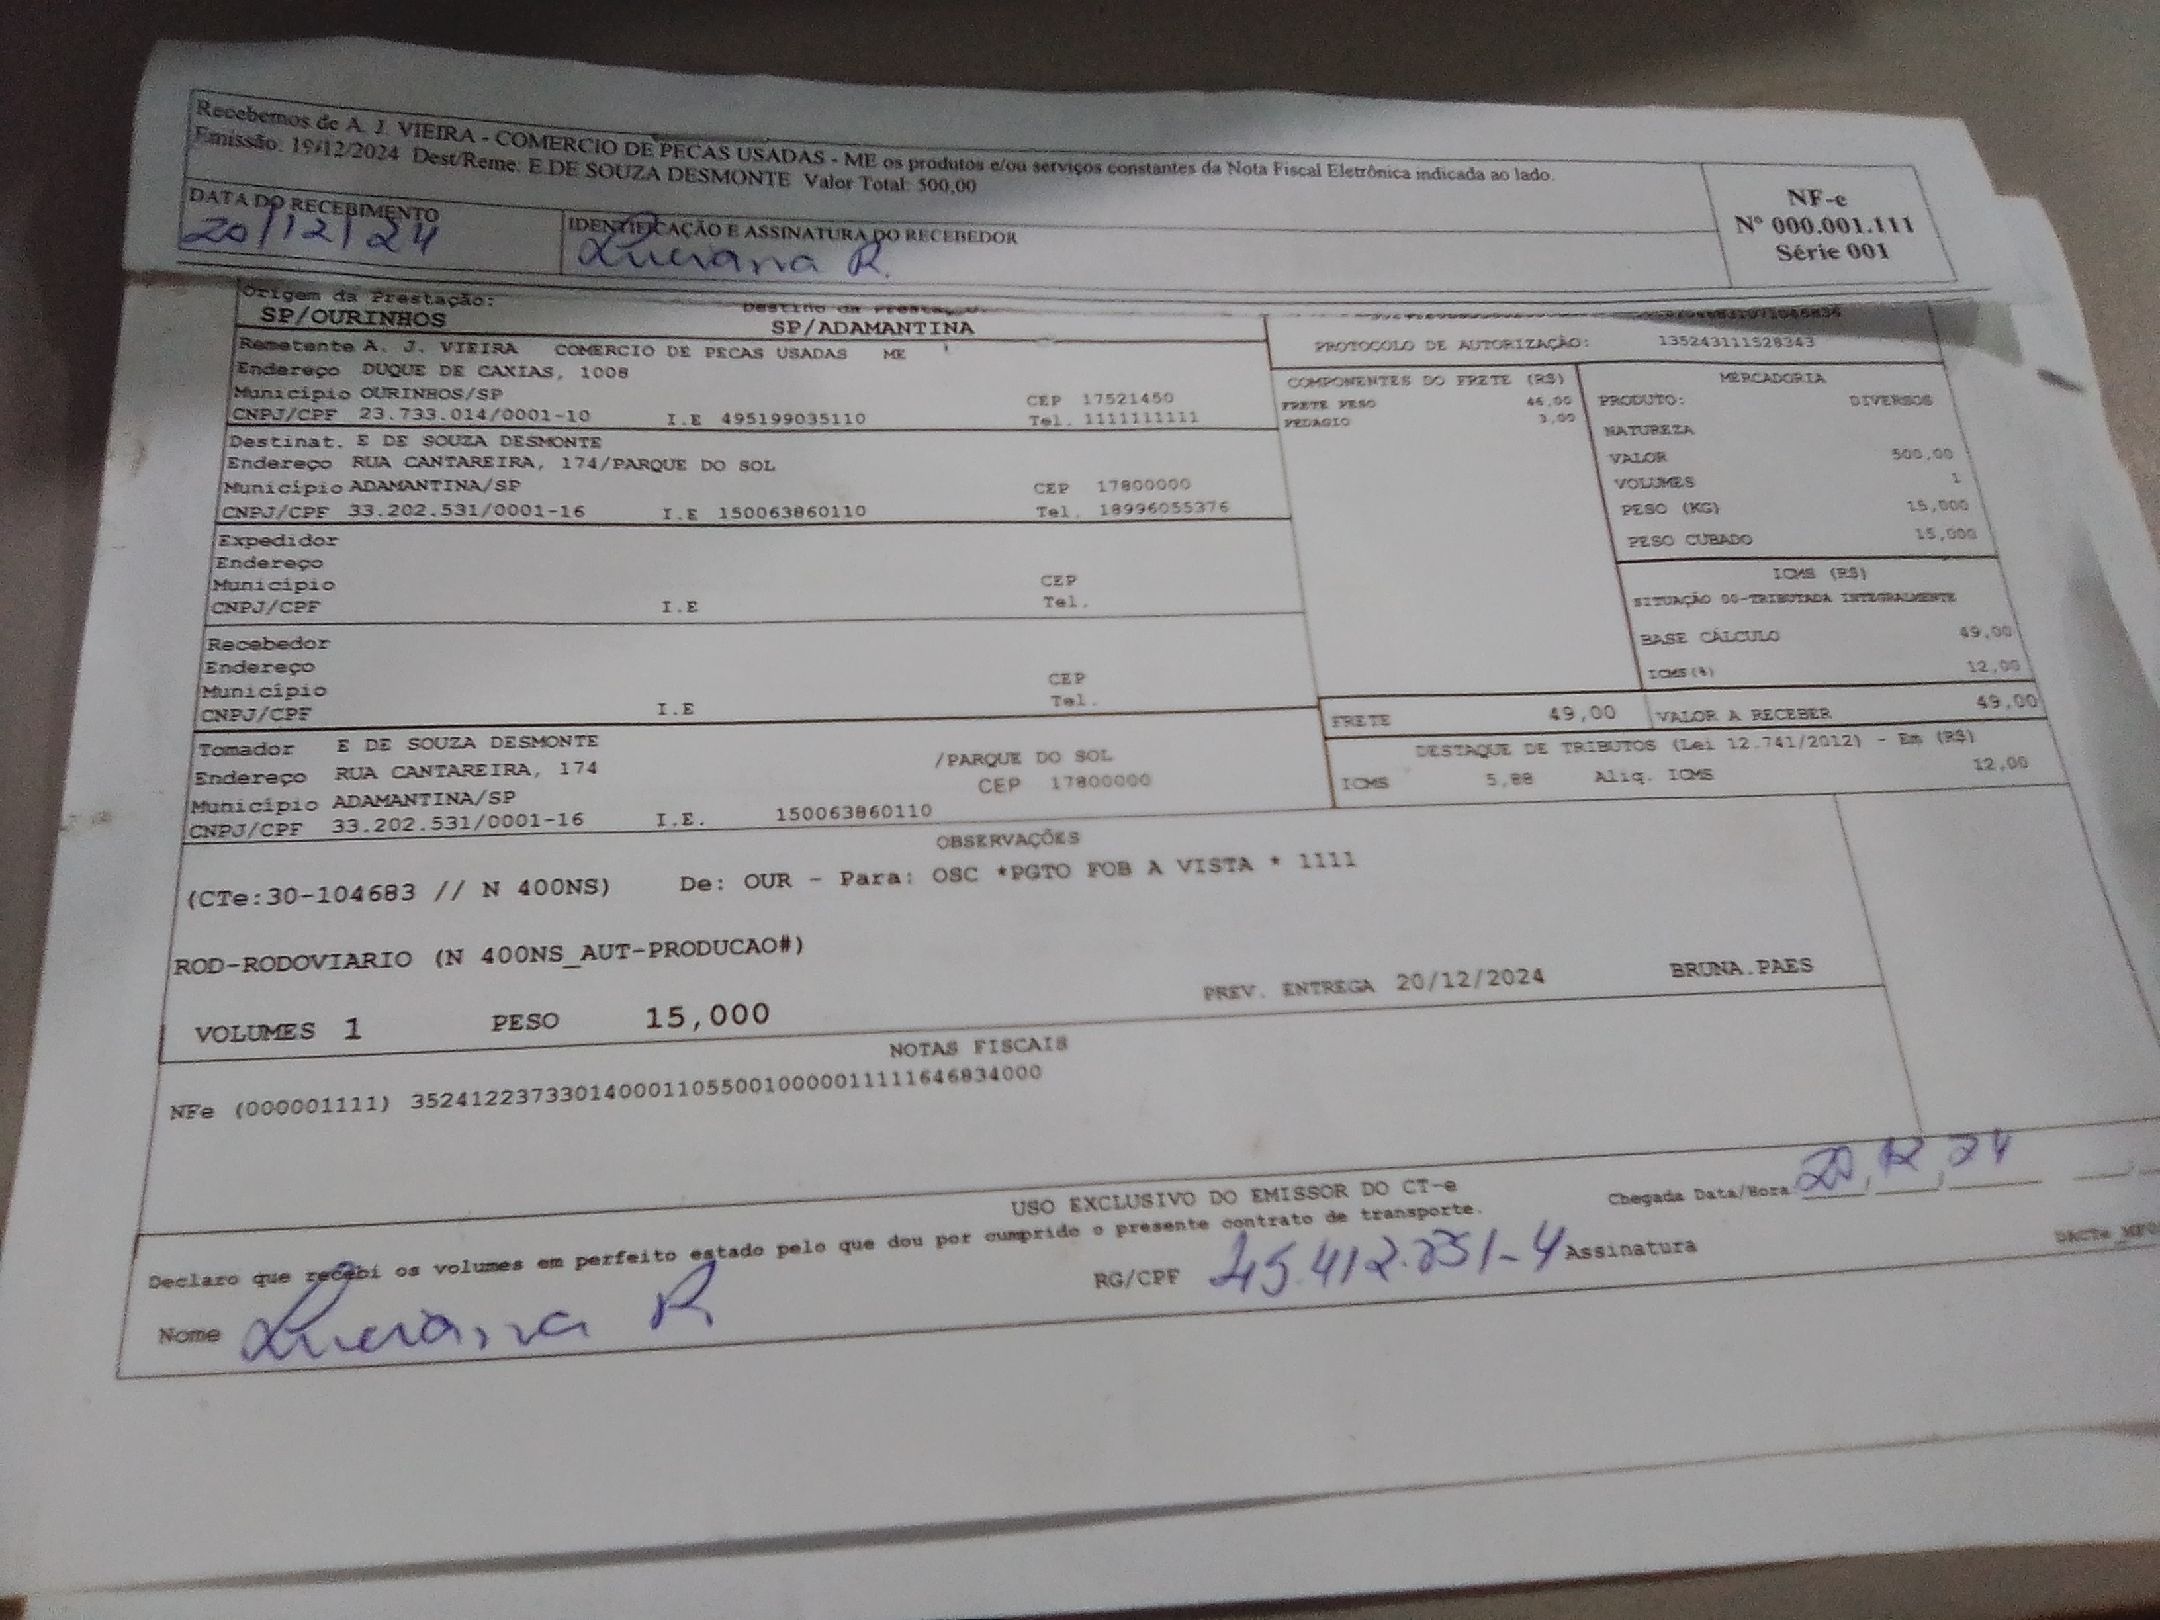 Recebemos de A. J. VIEIRA - COMERCIO DE PECAS USADAS - ME os produtos e/ou serviços constantes da Nota Fiscal Eletrônica indicada ao lado.
Emissão: 19/12/2024 Dest/Reme: E.DE SOUZA DESMONTE Valor Total: 500,00
NF-e
Nº 000.001.111
Série 001
DATA DO RECEBIMENTO
20/12/24
IDENTIFICAÇÃO E ASSINATURA DO RECEBEDOR
Luciana R.
Origem da Prestação:
SP/OURINHOS
Destino da
SP/ADAMANTINA
PROTOCOLO DE AUTORIZAÇÃO: 135243111528343
Remetente A. J. VIEIRA COMERCIO DE PECAS USADAS ME
Endereço DUQUE DE CAXIAS, 1008
Município OURINHOS/SP CEP 17521450
CNPJ/CPF 23.733.014/0001-10 I.E 495199035110 Tel. 1111111111
Destinat. E DE SOUZA DESMONTE
Endereço RUA CANTAREIRA, 174/PARQUE DO SOL
Município ADAMANTINA/SP CEP 17800000
CNPJ/CPF 33.202.531/0001-16 I.E 150063860110 Tel. 18996055376
Expedidor
Endereço
Município CEP
CNPJ/CPF I.E Tel.
Recebedor
Endereço
Município CEP
CNPJ/CPF I.E Tel.
Tomador E DE SOUZA DESMONTE
Endereço RUA CANTAREIRA, 174 /PARQUE DO SOL
Município ADAMANTINA/SP CEP 17800000
CNPJ/CPF 33.202.531/0001-16 I.E. 150063860110
COMPONENTES DO FRETE (R$)
FRETE PESO 46,00
PEDAGIO 3,00
MERCADORIA
PRODUTO: DIVERSOS
NATUREZA
VALOR 500,00
VOLUMES 1
PESO (KG) 15,000
PESO CUBADO 15,000
ICMS (R$)
SITUAÇÃO 00-TRIBUTADA INTEGRALMENTE
BASE CÁLCULO 49,00
ICMS(%) 12,00
FRETE 49,00 VALOR A RECEBER 49,00
DESTAQUE DE TRIBUTOS (Lei 12.741/2012) - Em (R$)
ICMS 5,88 Aliq. ICMS 12,00
OBSERVAÇÕES
(CTe:30-104683 // N 400NS) De: OUR - Para: OSC *PGTO FOB A VISTA * 1111
ROD-RODOVIARIO (N 400NS_AUT-PRODUCAO#)
VOLUMES 1 PESO 15,000 PREV. ENTREGA 20/12/2024 BRUNA.PAES
NOTAS FISCAIS
NFe (000001111) 35241223733014000110550010000011111646834000
USO EXCLUSIVO DO EMISSOR DO CT-e
Declaro que recebi os volumes em perfeito estado pelo que dou por cumprido o presente contrato de transporte.
Chegada Data/Hora 20, 12, 24
Nome Luciana R
RG/CPF 45.412.351-4 Assinatura